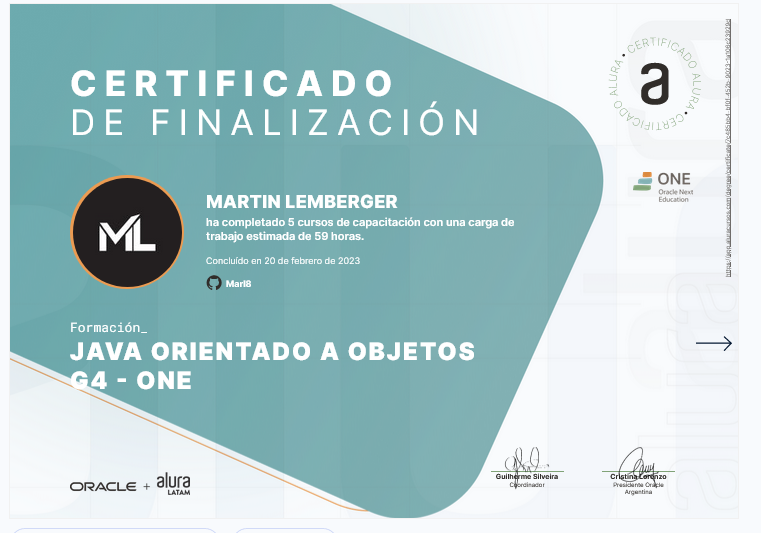 CERTIFICADO
DE FINALIZACIÓN
CERTIFICADO ALURA • CERTIFICADO ALURA •
a
ONE
Oracle Next
Education
ML
MARTIN LEMBERGER
ha completado 5 cursos de capacitación con una carga de
trabajo estimada de 59 horas.
Concluído en 20 de febrero de 2023
Marl8
Formación_
JAVA ORIENTADO A OBJETOS
G4 - ONE
ORACLE + alura
LATAM
Guilherme Silveira
Coordinador
Cristina Lorenzo
Presidente Oracle
Argentina